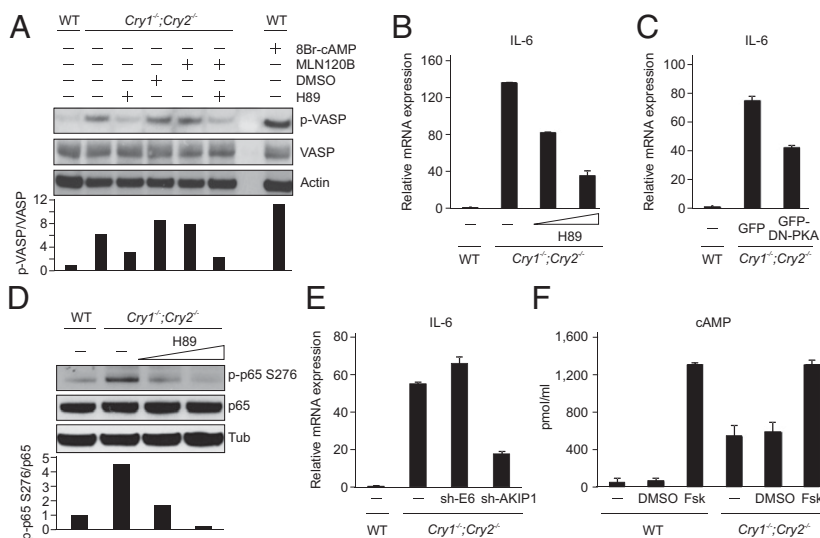 A
WT Cry1-/-;Cry2-/- WT
– – – – – – + 8Br-cAMP
– – – – + + – MLN120B
– – – + – – – DMSO
– – + – – + – H89
p-VASP
VASP
Actin
p-VASP/VASP
12
8
4
0
B
IL-6
Relative mRNA expression
160
120
80
40
0
– –
H89
WT Cry1-/-;Cry2-/-
C
IL-6
Relative mRNA expression
100
80
60
40
20
0
– GFP GFP-
DN-PKA
WT Cry1-/-;Cry2-/-
D
WT Cry1-/-;Cry2-/-
H89
– –
p-p65 S276
p65
Tub
p-p65 S276/p65
5
4
3
2
1
0
E
IL-6
Relative mRNA expression
80
60
40
20
0
– – sh-E6 sh-AKIP1
WT Cry1-/-;Cry2-/-
F
cAMP
pmol/ml
1,500
1,200
900
600
300
0
– DMSO Fsk – DMSO Fsk
WT Cry1-/-;Cry2-/-